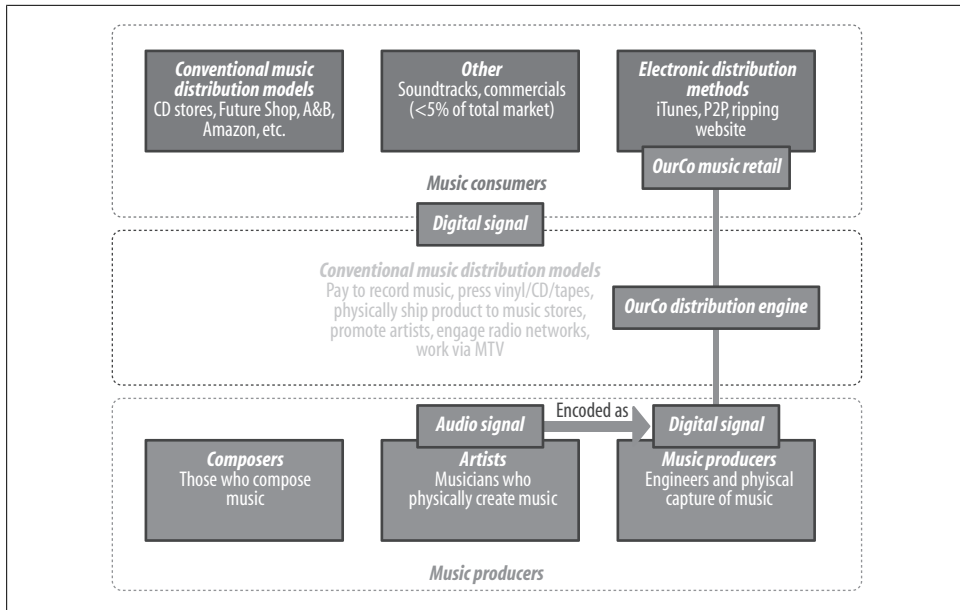 Conventional music
distribution models
CD stores, Future Shop, A&B,
Amazon, etc.
Other
Soundtracks, commercials
(<5% of total market)
Electronic distribution
methods
iTunes, P2P, ripping
website
OurCo music retail
Music consumers
Digital signal
Conventional music distribution models
Pay to record music, press vinyl/CD/tapes,
physically ship product to music stores,
promote artists, engage radio networks,
work via MTV
OurCo distribution engine
Audio signal
Encoded as
Digital signal
Composers
Those who compose
music
Artists
Musicians who
physically create music
Music producers
Engineers and phyiscal
capture of music
Music producers